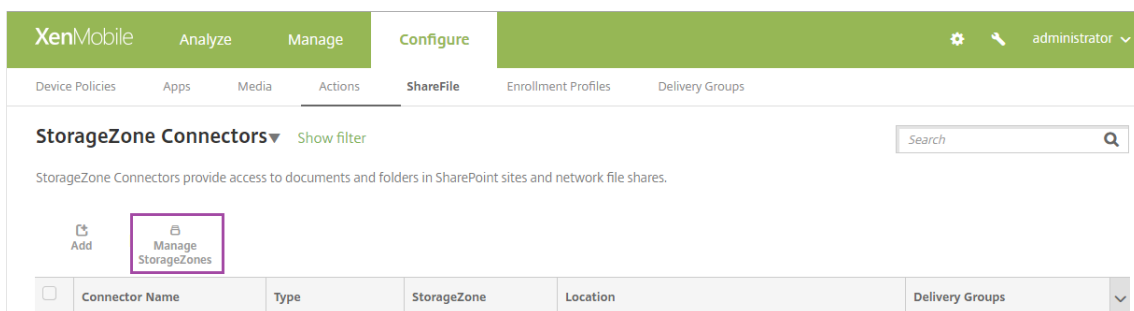 XenMobile Analyze Manage Configure administrator
Device Policies Apps Media Actions ShareFile Enrollment Profiles Delivery Groups
StorageZone Connectors Show filter Search
StorageZone Connectors provide access to documents and folders in SharePoint sites and network file shares.
Add
Manage
StorageZones
Connector Name Type StorageZone Location Delivery Groups